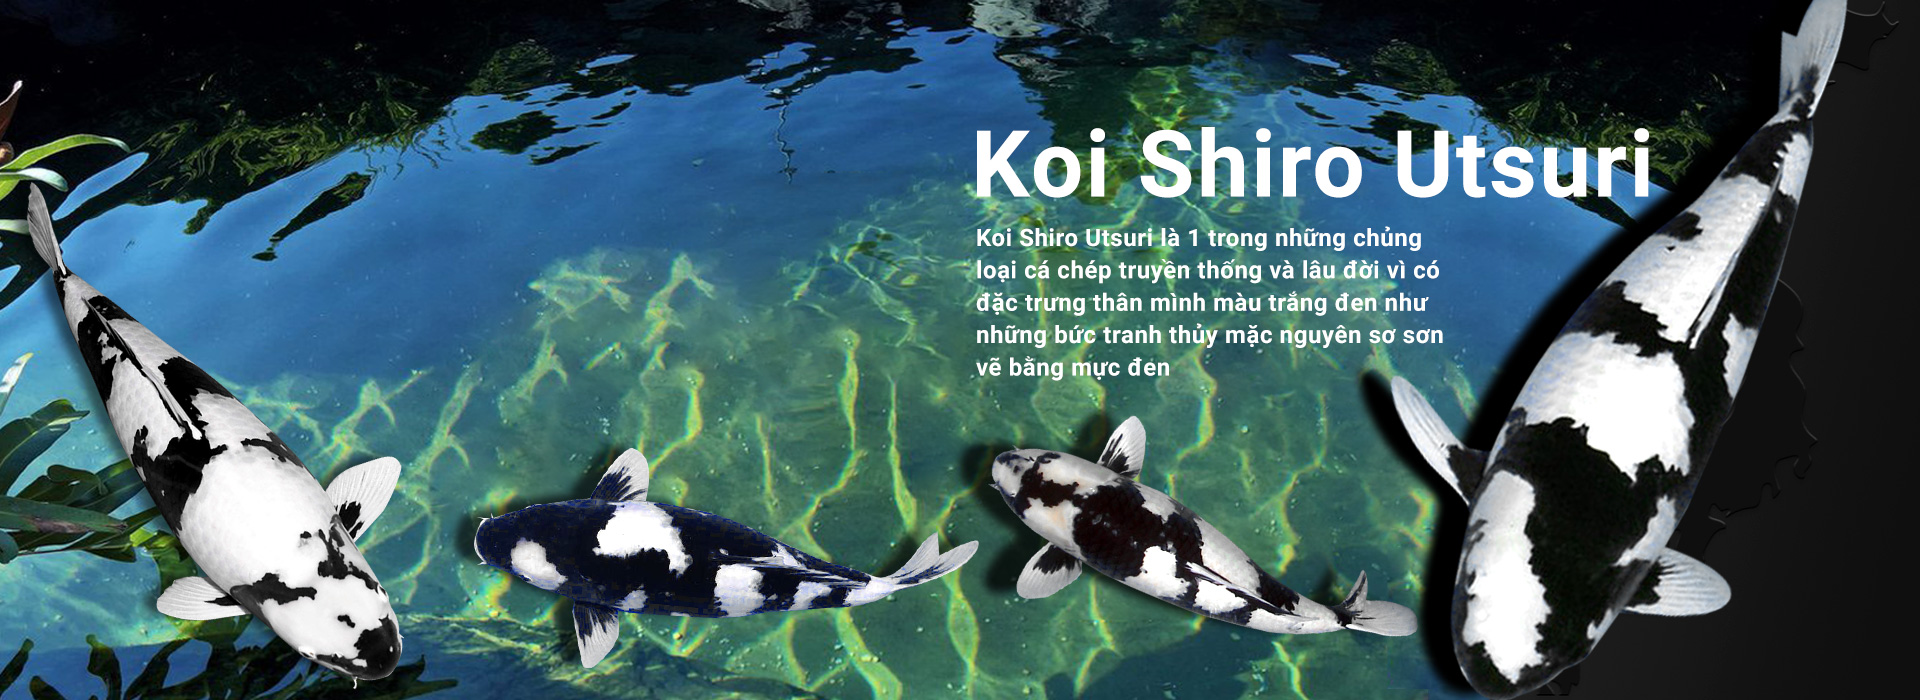 Koi Shiro Utsuri
Koi Shiro Utsuri là 1 trong những chủng
loại cá chép truyền thống và lâu đời vì có
đặc trưng thân mình màu trắng đen như
những bức tranh thủy mặc nguyên sơ sơn
vẽ bằng mực đen